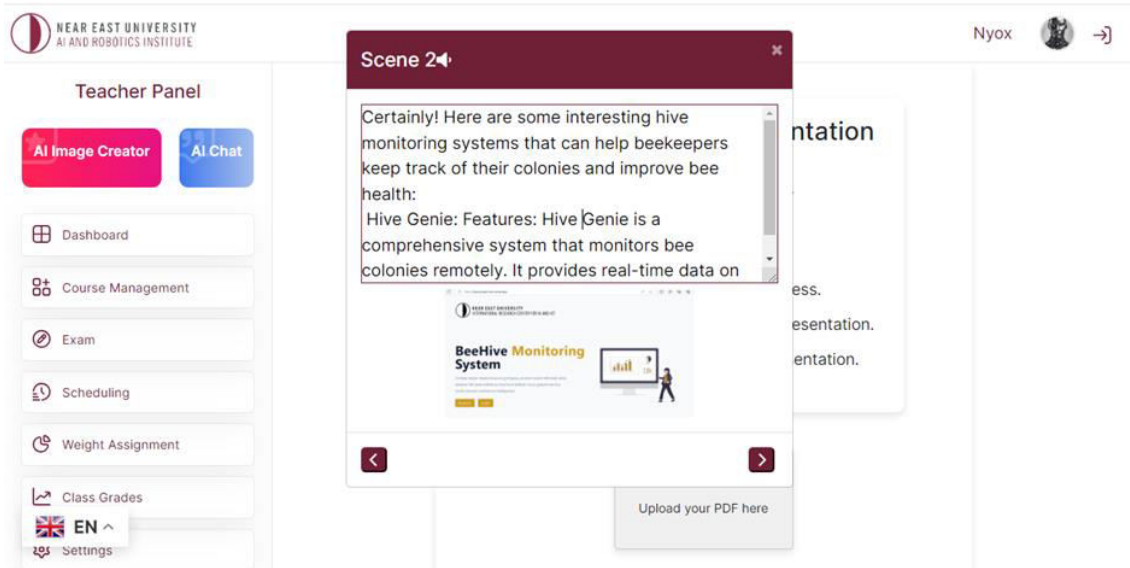 NEAR EAST UNIVERSITY
AI AND ROBOTICS INSTITUTE
Nyox
Teacher Panel
AI Image Creator
AI Chat
Dashboard
Course Management
Exam
Scheduling
Weight Assignment
Class Grades
EN
Settings
Scene 2
Certainly! Here are some interesting hive
monitoring systems that can help beekeepers
keep track of their colonies and improve bee
health:
Hive Genie: Features: Hive Genie is a
comprehensive system that monitors bee
colonies remotely. It provides real-time data on
NEAR EAST UNIVERSITY
BeeHive Monitoring
System
ntation
ess.
esentation.
entation.
Upload your PDF here